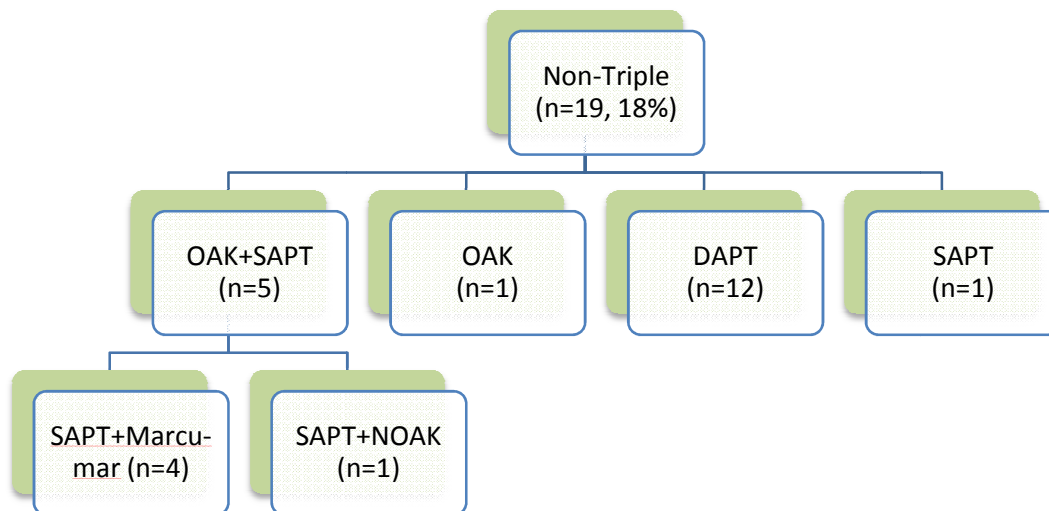 Non-Triple
(n=19, 18%)
OAK+SAPT
(n=5)
OAK
(n=1)
DAPT
(n=12)
SAPT
(n=1)
SAPT+Marcu-
mar (n=4)
SAPT+NOAK
(n=1)